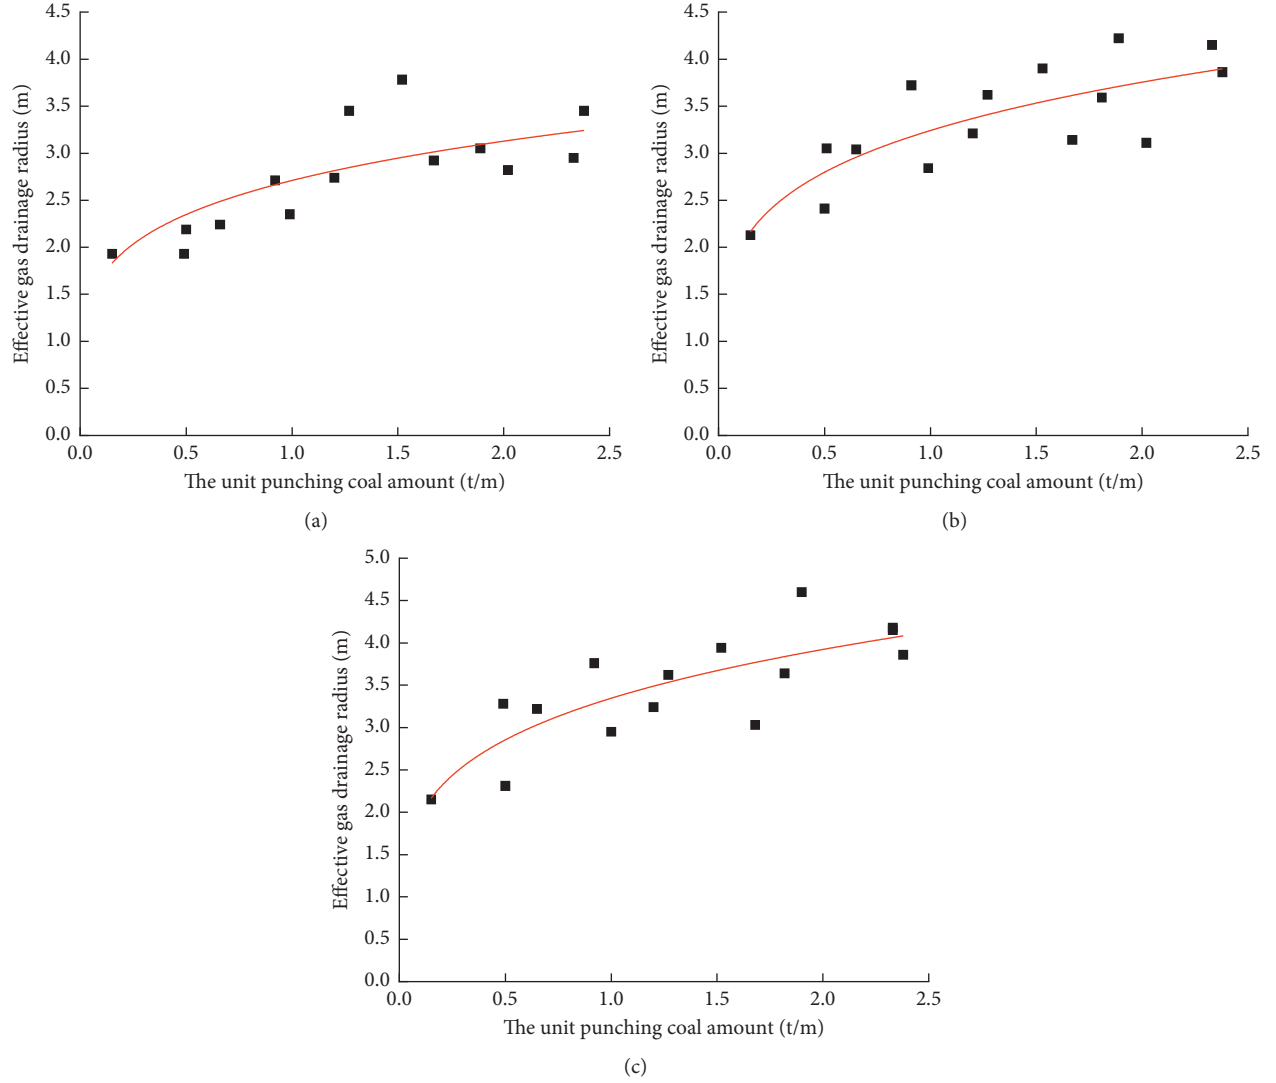 4.5
4.0
3.5
3.0
2.5
2.0
1.5
1.0
0.5
0.0
Effective gas drainage radius (m)
0.0 0.5 1.0 1.5 2.0 2.5
The unit punching coal amount (t/m)
(a)
4.5
4.0
3.5
3.0
2.5
2.0
1.5
1.0
0.5
0.0
Effective gas drainage radius (m)
0.0 0.5 1.0 1.5 2.0 2.5
The unit punching coal amount (t/m)
(b)
5.0
4.5
4.0
3.5
3.0
2.5
2.0
1.5
1.0
0.5
0.0
Effective gas drainage radius (m)
0.0 0.5 1.0 1.5 2.0 2.5
The unit punching coal amount (t/m)
(c)